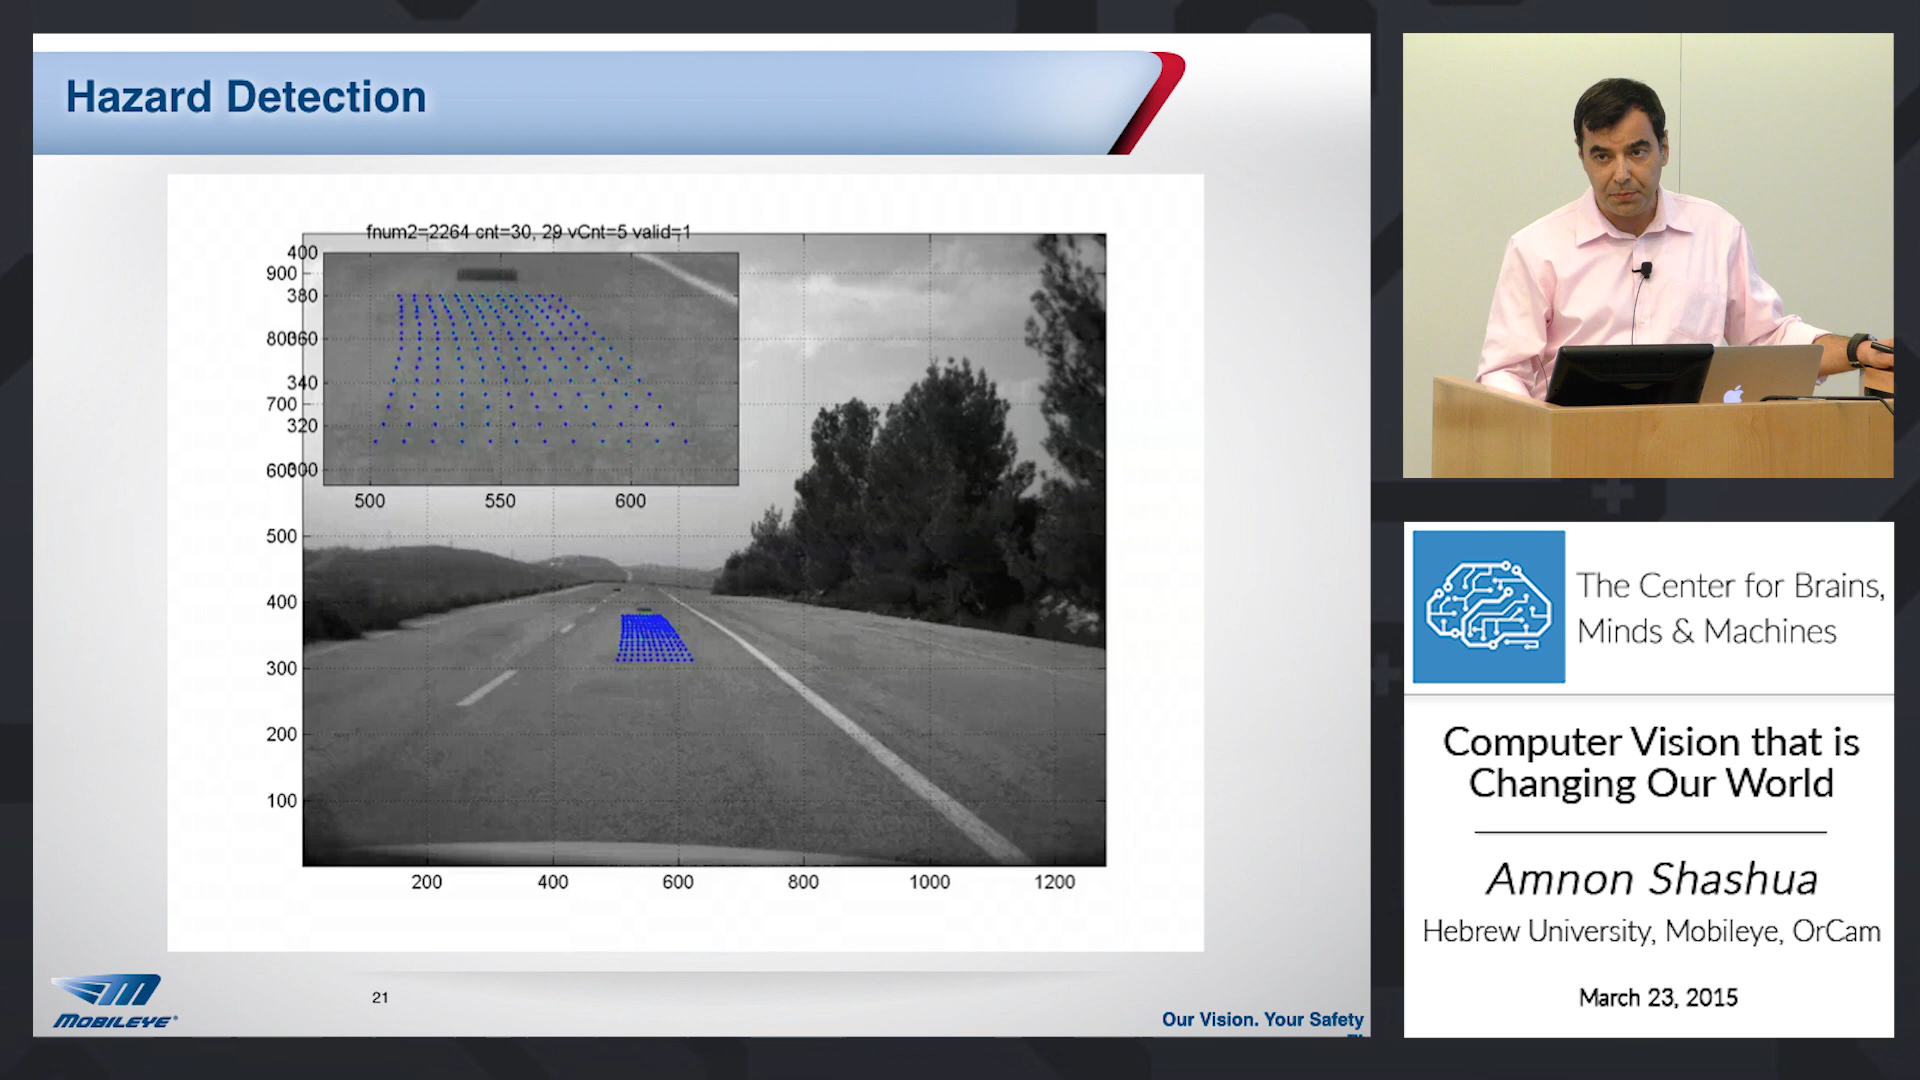 Hazard Detection
fnum2=2264 cnt=30, 29 vCnt=5 valid=1
400
900
380
360
340
700
320
500 550 600
500
400
300
200
100
200 400 600 800 1000 1200
MOBILEYE
21
Our Vision. Your Safety
The Center for Brains,
Minds & Machines
Computer Vision that is
Changing Our World
Amnon Shashua
Hebrew University, Mobileye, OrCam
March 23, 2015